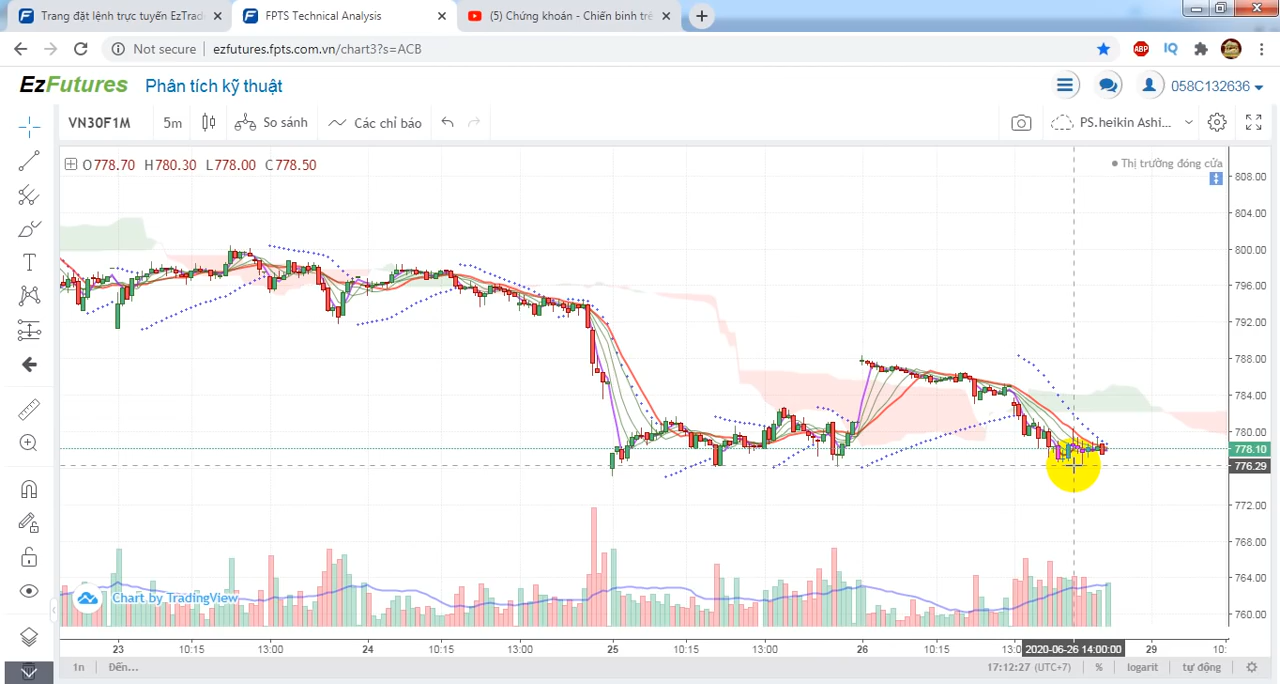 Trang đặt lệnh trực tuyến EzTrad
FPTS Technical Analysis
(5) Chứng khoán - Chiến binh trẻ
Not secure
ezfutures.fpts.com.vn/chart3?s=ACB
ABP
IQ
EzFutures
Phân tích kỹ thuật
058C132636
VN30F1M
5m
So sánh
Các chỉ báo
PS.heikin Ashi...
O778.70 H780.30 L778.00 C778.50
Thị trường đóng cửa
808.00
804.00
800.00
796.00
792.00
788.00
784.00
780.00
778.10
776.29
772.00
768.00
764.00
760.00
Chart by TradingView
23
10:15
13:00
24
10:15
13:00
25
10:15
13:00
26
10:15
13:0
2020-06-26 14:00:00
29
10:
1n
Đến...
17:12:27 (UTC+7)
%
logarit
tự động